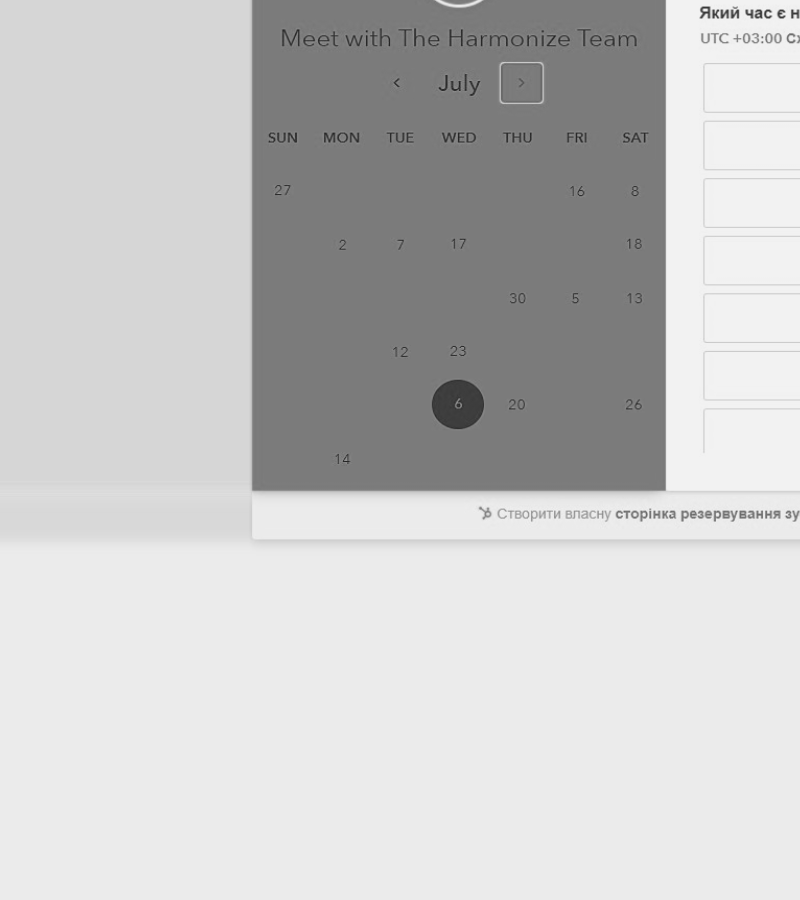 Meet with The Harmonize Team
July
SUN MON TUE WED THU FRI SAT
27 16 8
2 7 17 18
30 5 13
12 23
6 20 26
14
Який час є
UTC +03:00
Створити власну сторінка резервування